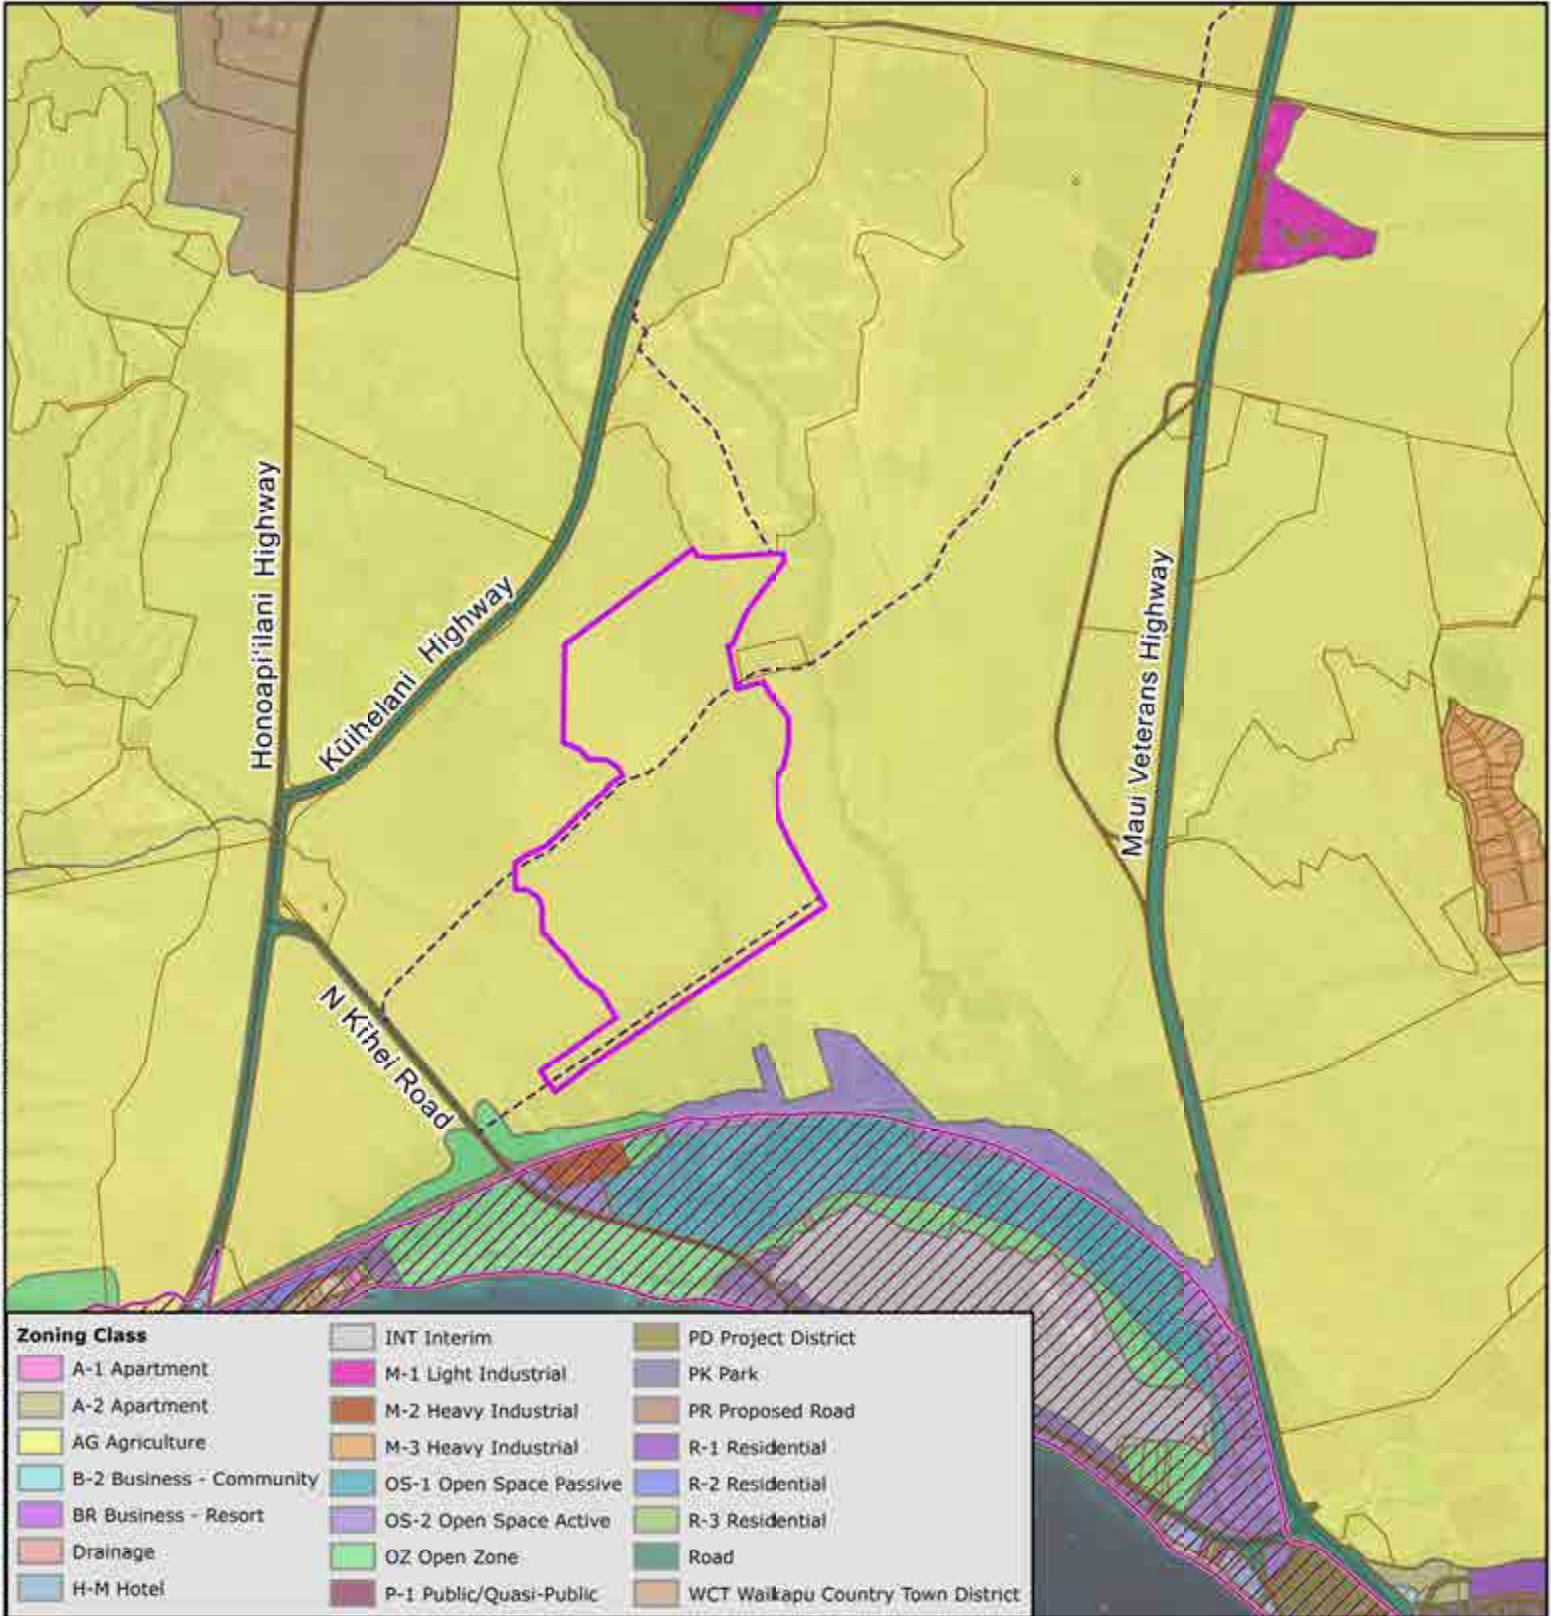 Honoapi'ilani Highway
Kūihelani Highway
Maui Veterans Highway
N Kīhei Road
Zoning Class
A-1 Apartment
A-2 Apartment
AG Agriculture
B-2 Business - Community
BR Business - Resort
Drainage
H-M Hotel
INT Interim
M-1 Light Industrial
M-2 Heavy Industrial
M-3 Heavy Industrial
OS-1 Open Space Passive
OS-2 Open Space Active
OZ Open Zone
P-1 Public/Quasi-Public
PD Project District
PK Park
PR Proposed Road
R-1 Residential
R-2 Residential
R-3 Residential
Road
WCT Waikapu Country Town District